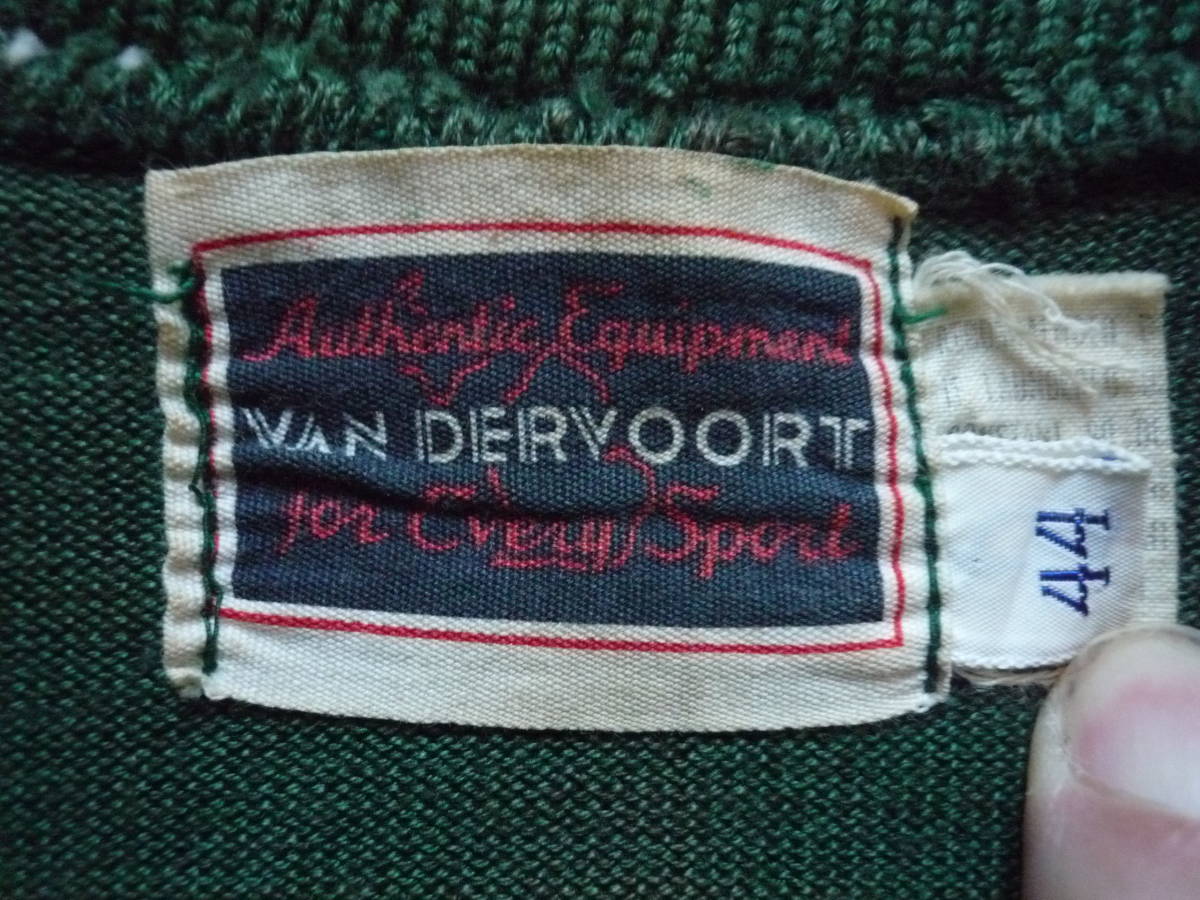 Authentic Equipment
VAN DERVOORT
for Every Sport
44